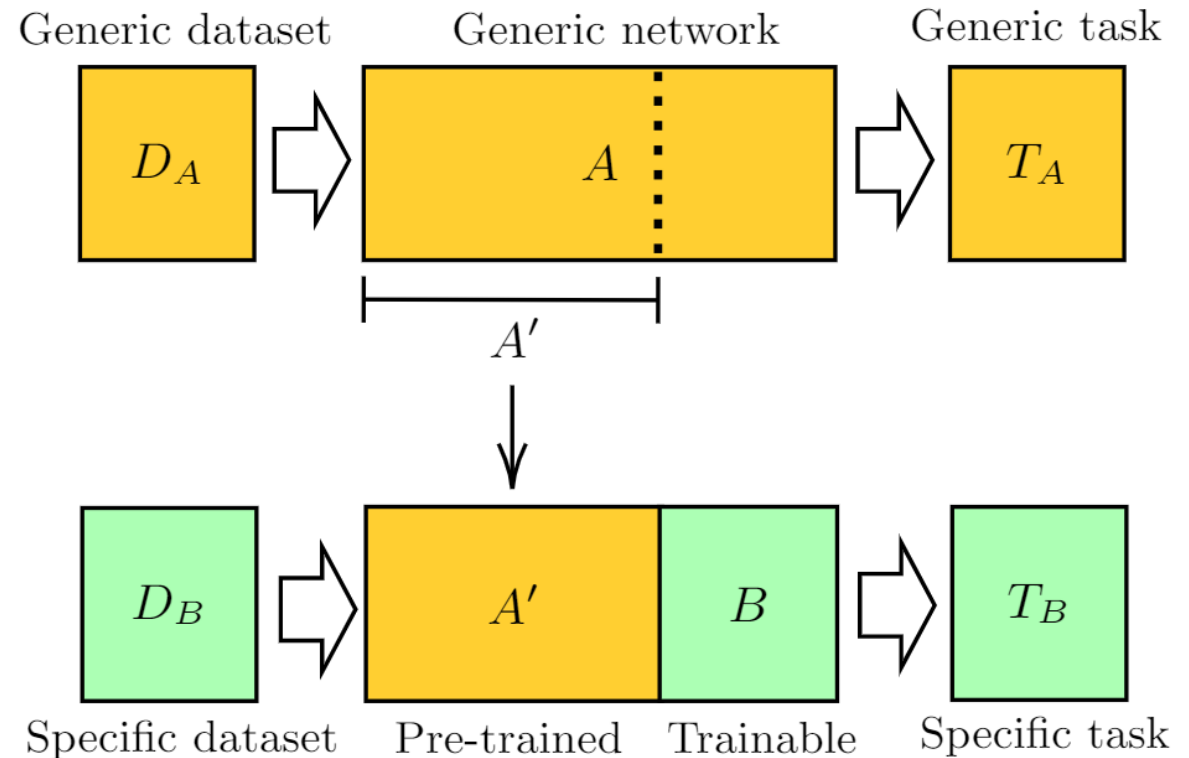 Generic dataset
Generic network
Generic task
D_A
A
T_A
A′
D_B
A′
B
T_B
Specific dataset
Pre-trained
Trainable
Specific task